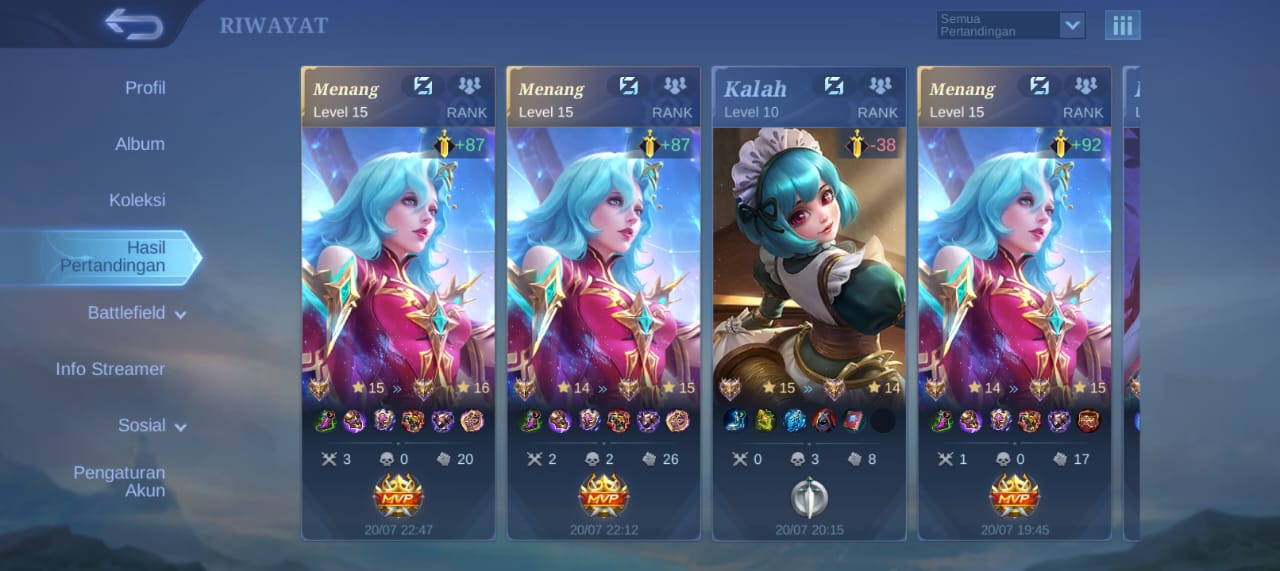 RIWAYAT
Semua
Pertandingan
Profil
Album
Koleksi
Hasil
Pertandingan
Battlefield
Info Streamer
Sosial
Pengaturan
Akun
Menang
Level 15
RANK
+87
15 » 16
3 0 20
MVP
20/07 22:47
Menang
Level 15
RANK
+87
14 » 15
2 2 26
MVP
20/07 22:12
Kalah
Level 10
RANK
-38
15 » 14
0 3 8
20/07 20:15
Menang
Level 15
RANK
+92
14 » 15
1 0 17
MVP
20/07 19:45